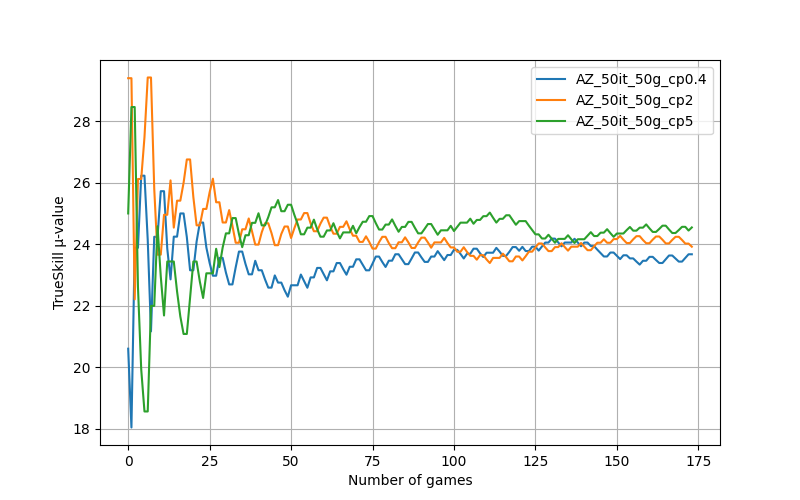 AZ_50it_50g_cp0.4
AZ_50it_50g_cp2
AZ_50it_50g_cp5
TrueSkill µ-value
28
26
24
22
20
18
0 25 50 75 100 125 150 175
Number of games